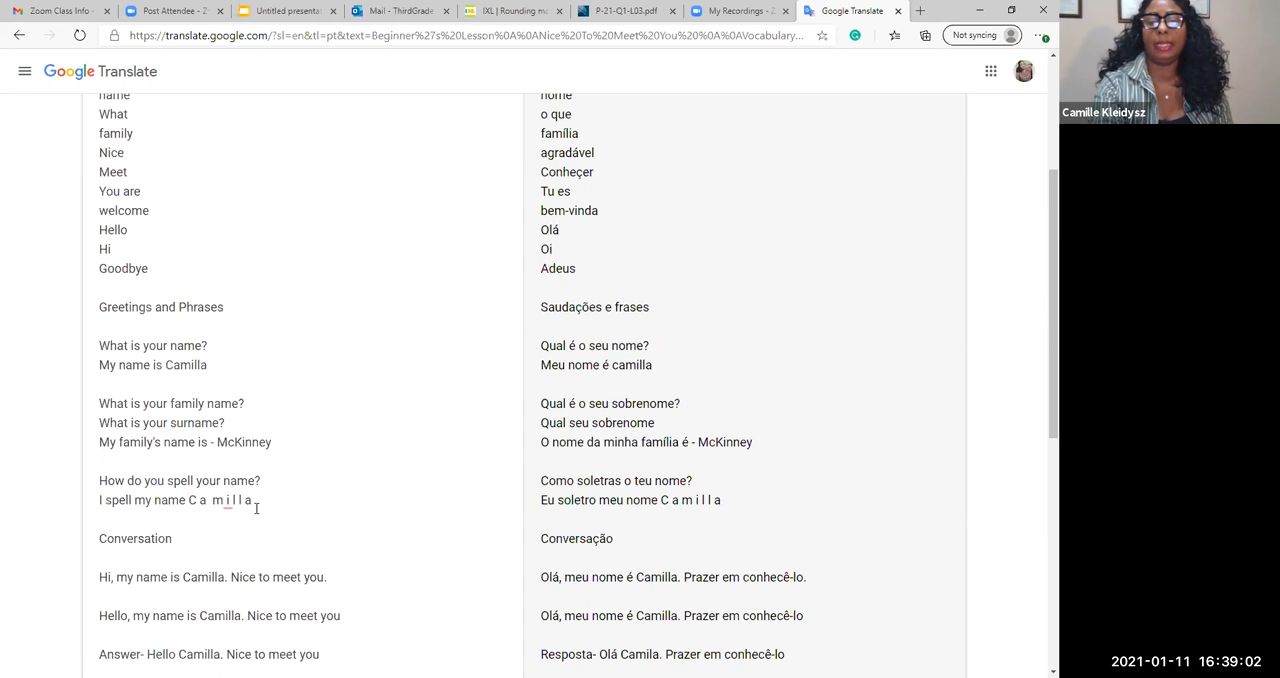 Zoom Class Info -
Post Attendee - Z
Untitled presenta
Mail - ThirdGrade
IXL | Rounding m
P-21-Q1-L03.pdf
My Recordings - Z
Google Translate
https://translate.google.com/?sl=en&tl=pt&text=Beginner%27s%20Lesson%0A%0ANice%20To%20Meet%20You%20%0A%0AVocabulary...
Not syncing
Google Translate
Camille Kleidysz
name
What
family
Nice
Meet
You are
welcome
Hello
Hi
Goodbye
Greetings and Phrases
What is your name?
My name is Camilla
What is your family name?
What is your surname?
My family's name is - McKinney
How do you spell your name?
I spell my name C a  m i l l a
Conversation
Hi, my name is Camilla. Nice to meet you.
Hello, my name is Camilla. Nice to meet you
Answer- Hello Camilla. Nice to meet you
nome
o que
família
agradável
Conheçer
Tu es
bem-vinda
Olá
Oi
Adeus
Saudações e frases
Qual é o seu nome?
Meu nome é camilla
Qual é o seu sobrenome?
Qual seu sobrenome
O nome da minha família é - McKinney
Como soletras o teu nome?
Eu soletro meu nome C a m i l l a
Conversação
Olá, meu nome é Camilla. Prazer em conhecê-lo.
Olá, meu nome é Camilla. Prazer em conhecê-lo
Resposta- Olá Camila. Prazer em conhecê-lo
2021-01-11 16:39:02